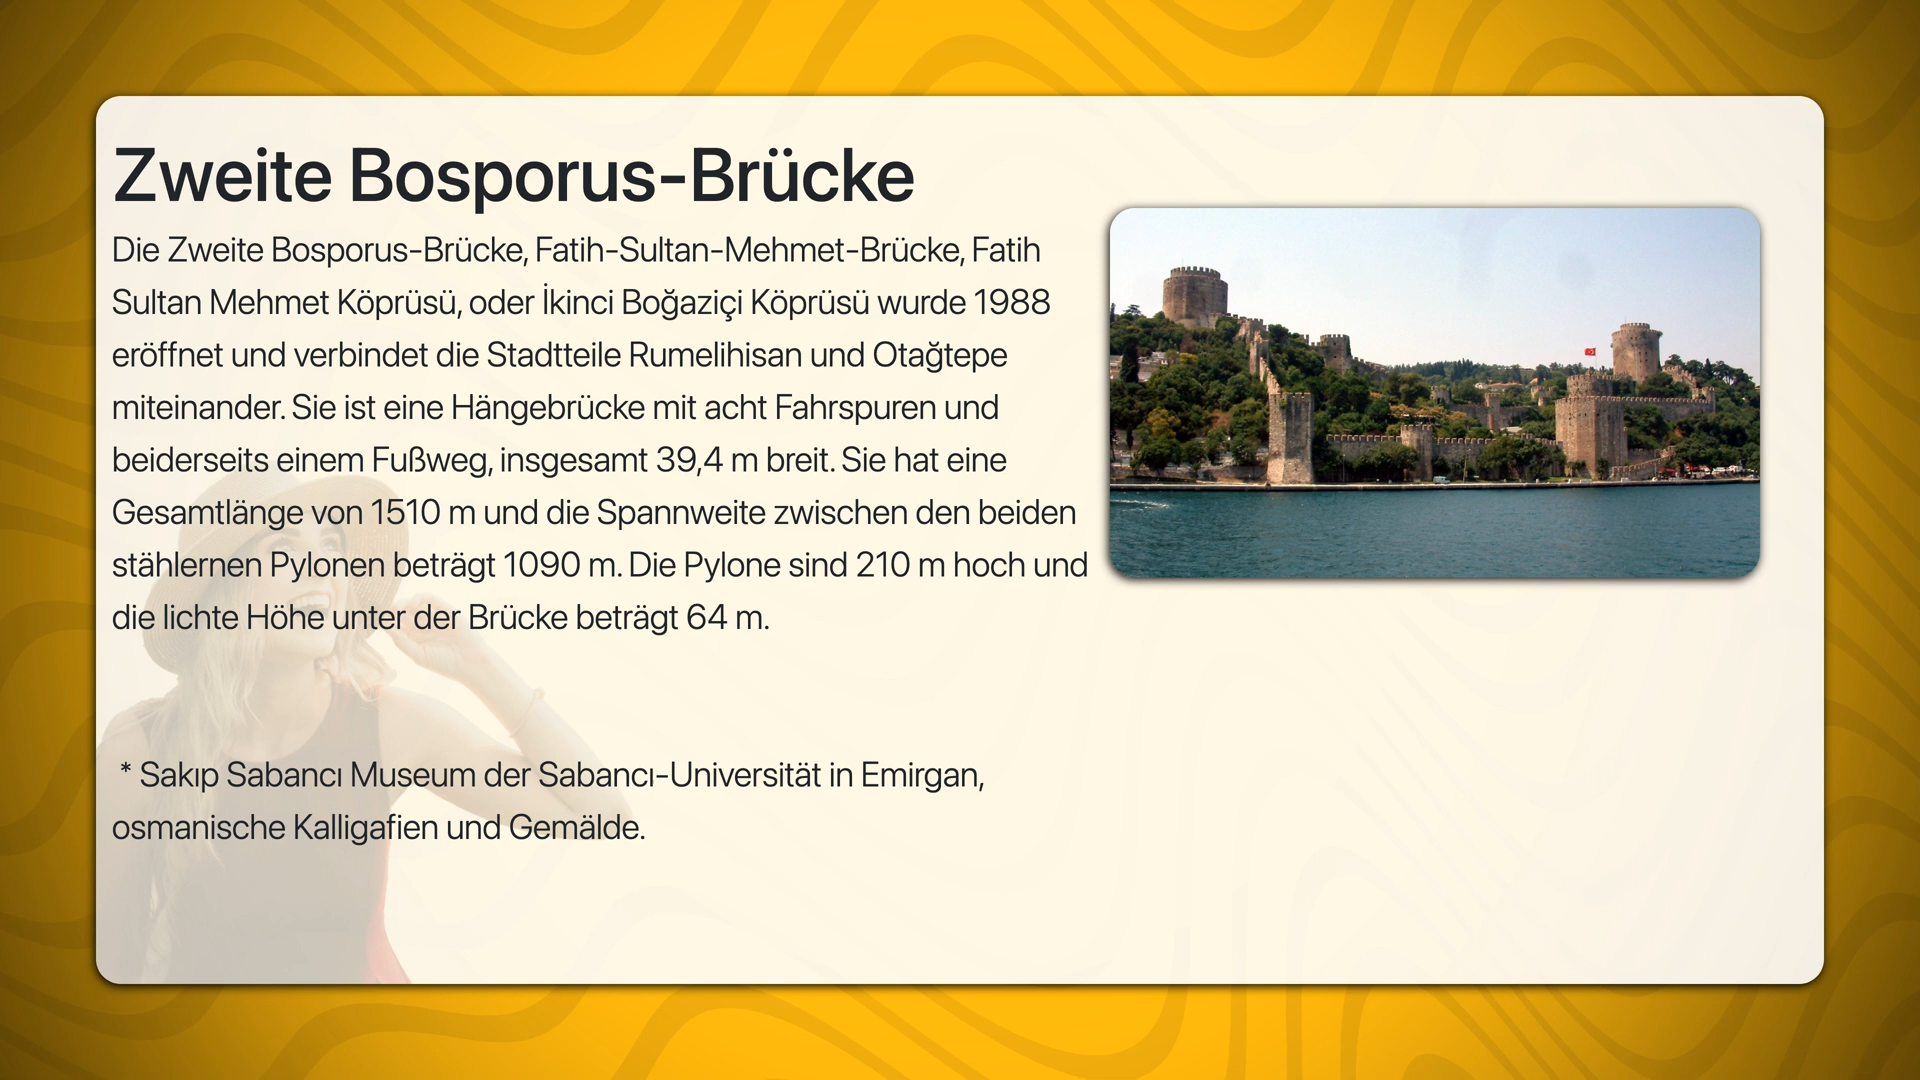 Zweite Bosporus-Brücke
Die Zweite Bosporus-Brücke, Fatih-Sultan-Mehmet-Brücke, Fatih
Sultan Mehmet Köprüsü, oder İkinci Boğaziçi Köprüsü wurde 1988
eröffnet und verbindet die Stadtteile Rumelihisan und Otağtepe
miteinander. Sie ist eine Hängebrücke mit acht Fahrspuren und
beiderseits einem Fußweg, insgesamt 39,4 m breit. Sie hat eine
Gesamtlänge von 1510 m und die Spannweite zwischen den beiden
stählernen Pylonen beträgt 1090 m. Die Pylone sind 210 m hoch und
die lichte Höhe unter der Brücke beträgt 64 m.
* Sakıp Sabancı Museum der Sabancı-Universität in Emirgan,
osmanische Kalligafien und Gemälde.